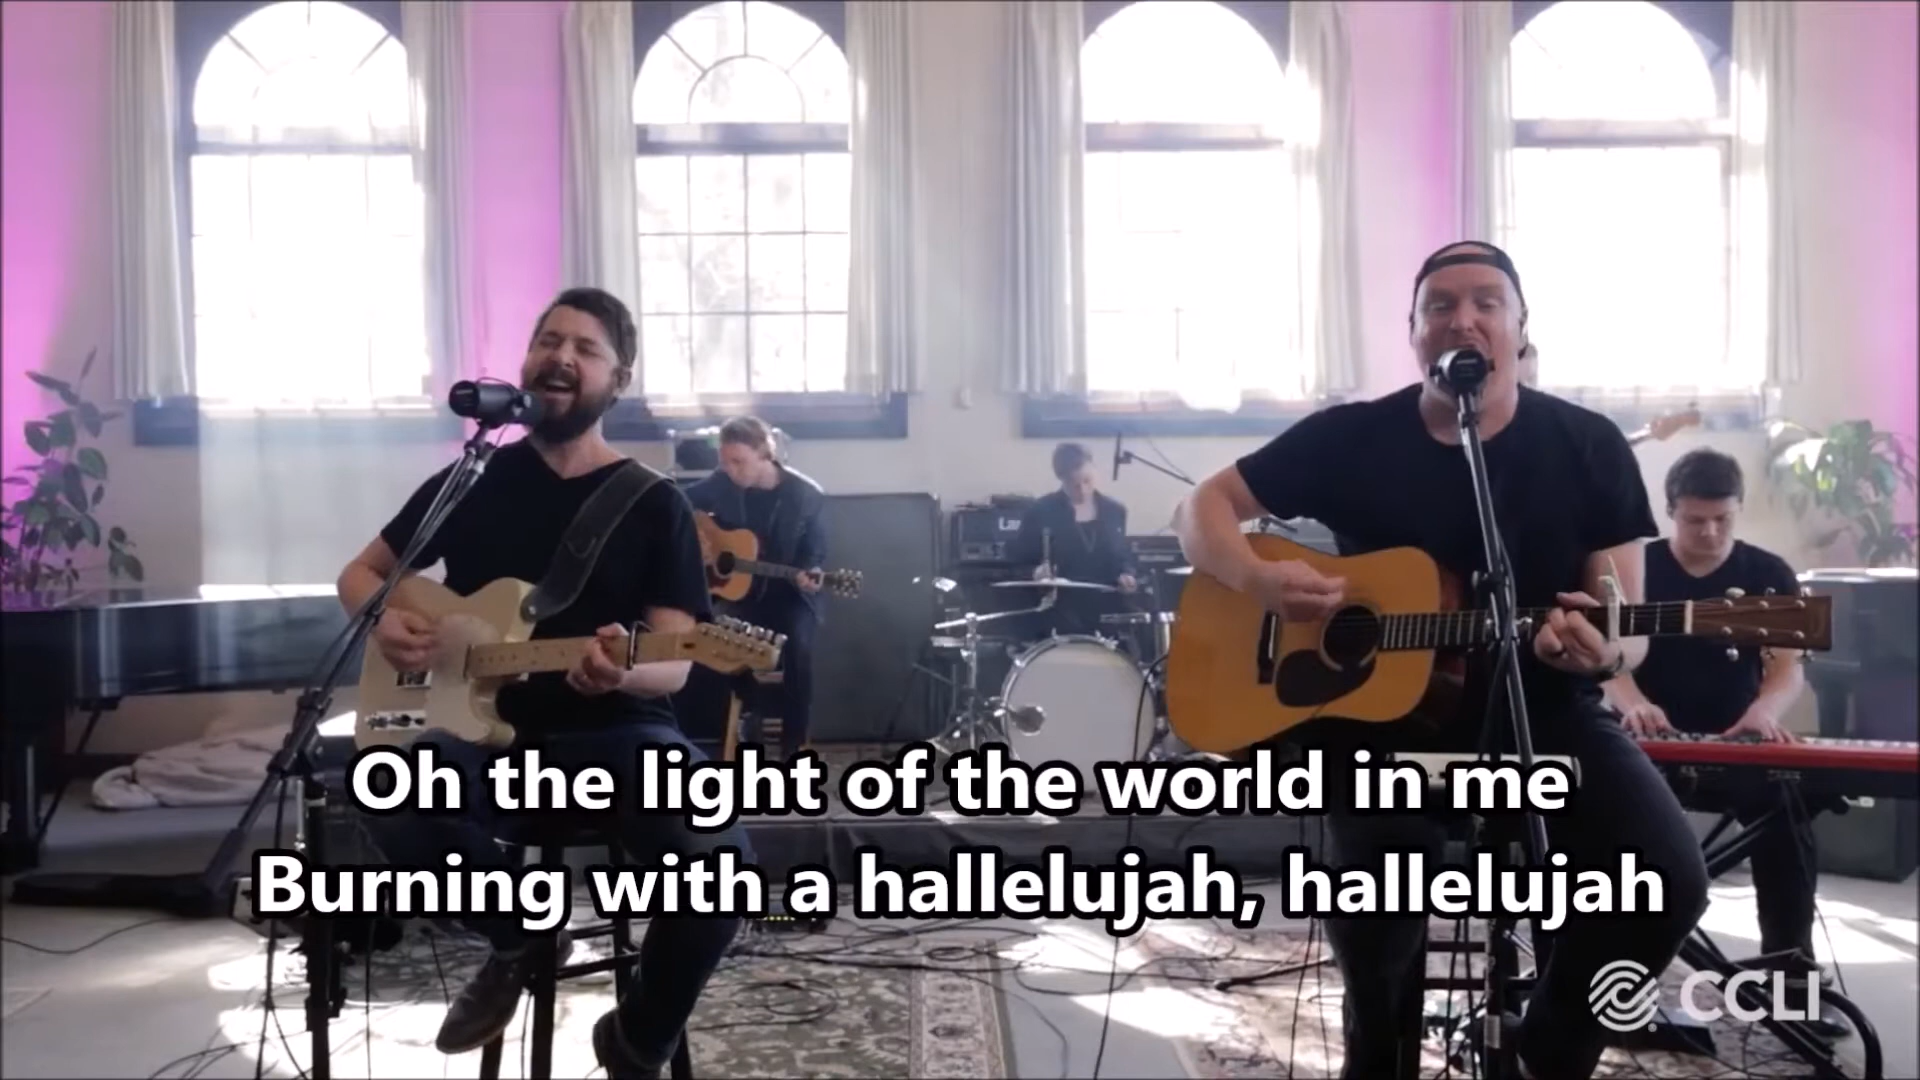 Oh the light of the world in me
Burning with a hallelujah, hallelujah
CCLI